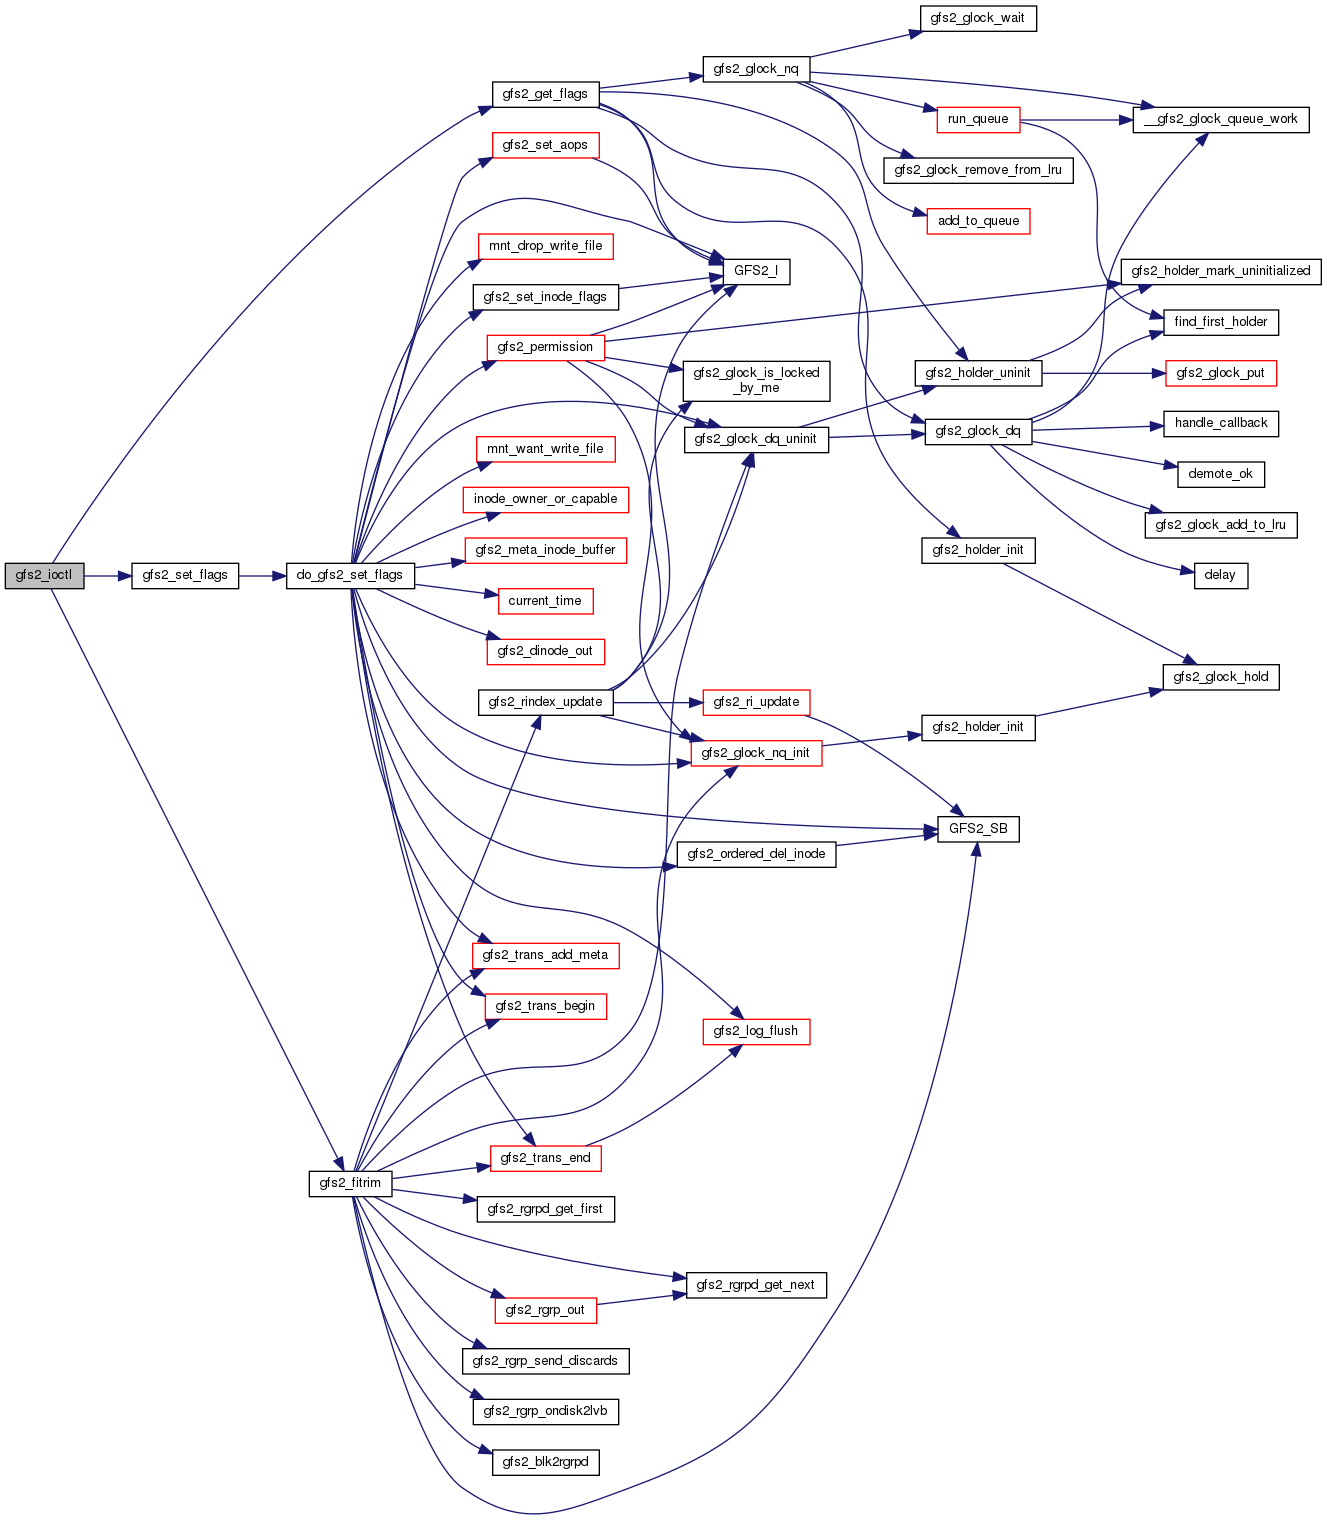 gfs2_glock_wait
gfs2_glock_nq
gfs2_get_flags
run_queue
__gfs2_glock_queue_work
gfs2_set_aops
gfs2_glock_remove_from_lru
add_to_queue
mnt_drop_write_file
GFS2_I
gfs2_holder_mark_uninitialized
gfs2_set_inode_flags
find_first_holder
gfs2_permission
gfs2_glock_is_locked
_by_me
gfs2_holder_uninit
gfs2_glock_put
handle_callback
gfs2_glock_dq_uninit
gfs2_glock_dq
mnt_want_write_file
demote_ok
inode_owner_or_capable
gfs2_glock_add_to_lru
gfs2_meta_inode_buffer
gfs2_holder_init
gfs2_ioctl
gfs2_set_flags
do_gfs2_set_flags
delay
current_time
gfs2_dinode_out
gfs2_glock_hold
gfs2_rindex_update
gfs2_ri_update
gfs2_holder_init
gfs2_glock_nq_init
GFS2_SB
gfs2_ordered_del_inode
gfs2_trans_add_meta
gfs2_trans_begin
gfs2_log_flush
gfs2_trans_end
gfs2_fitrim
gfs2_rgrpd_get_first
gfs2_rgrpd_get_next
gfs2_rgrp_out
gfs2_rgrp_send_discards
gfs2_rgrp_ondisk2lvb
gfs2_blk2rgrpd